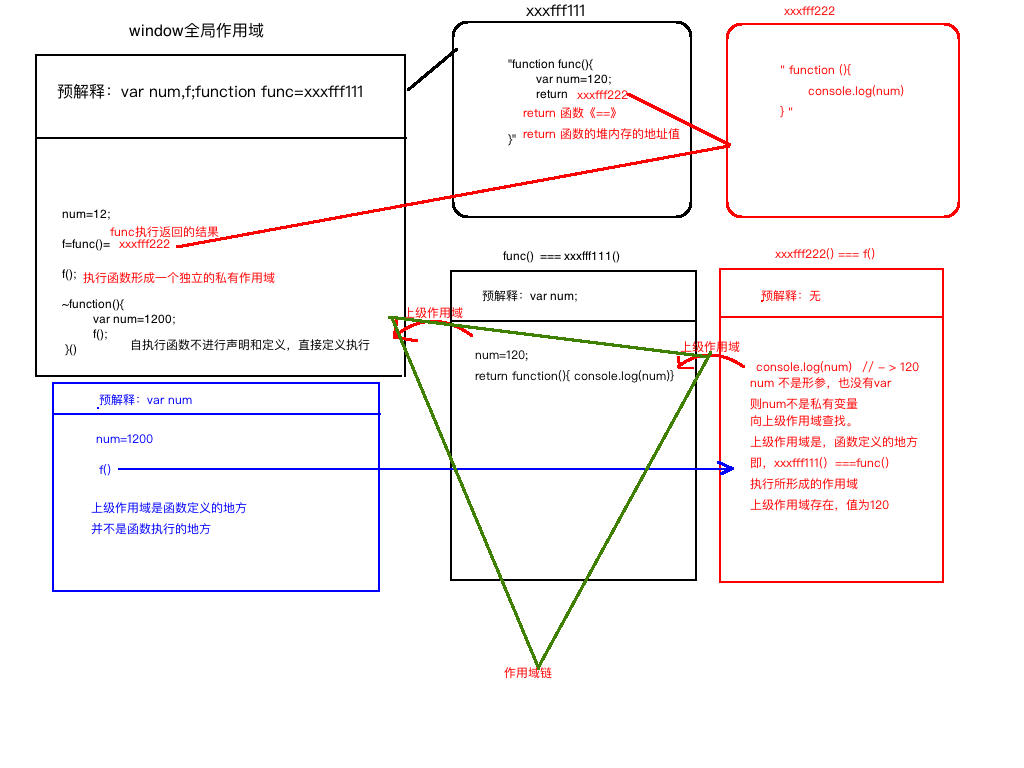 window全局作用域
预解释：var num,f;function func=xxxfff111
num=12;
func执行返回的结果
f=func()= xxxfff222
f(); 执行函数形成一个独立的私有作用域
~function(){
var num=1200;
f();
}()
自执行函数不进行声明和定义，直接定义执行
xxxfff111
"function func(){
var num=120;
return xxxfff222
return 函数《==》
return 函数的堆内存的地址值
}"
xxxfff222
" function (){
console.log(num)
} "
func() === xxxfff111()
预解释：var num;
上级作用域
num=120;
return function(){ console.log(num)}
xxxfff222() === f()
预解释：无
上级作用域
console.log(num) // – > 120
num 不是形参，也没有var
则num不是私有变量
向上级作用域查找。
上级作用域是，函数定义的地方
即，xxxfff111() ===func()
执行所形成的作用域
上级作用域存在，值为120
预解释：var num
num=1200
f()
上级作用域是函数定义的地方
并不是函数执行的地方
作用域链